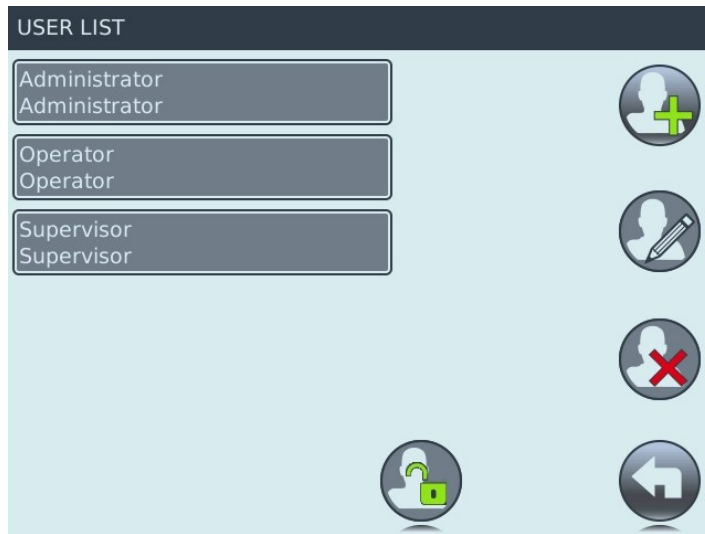 USER LIST
Administrator
Administrator
Operator
Operator
Supervisor
Supervisor